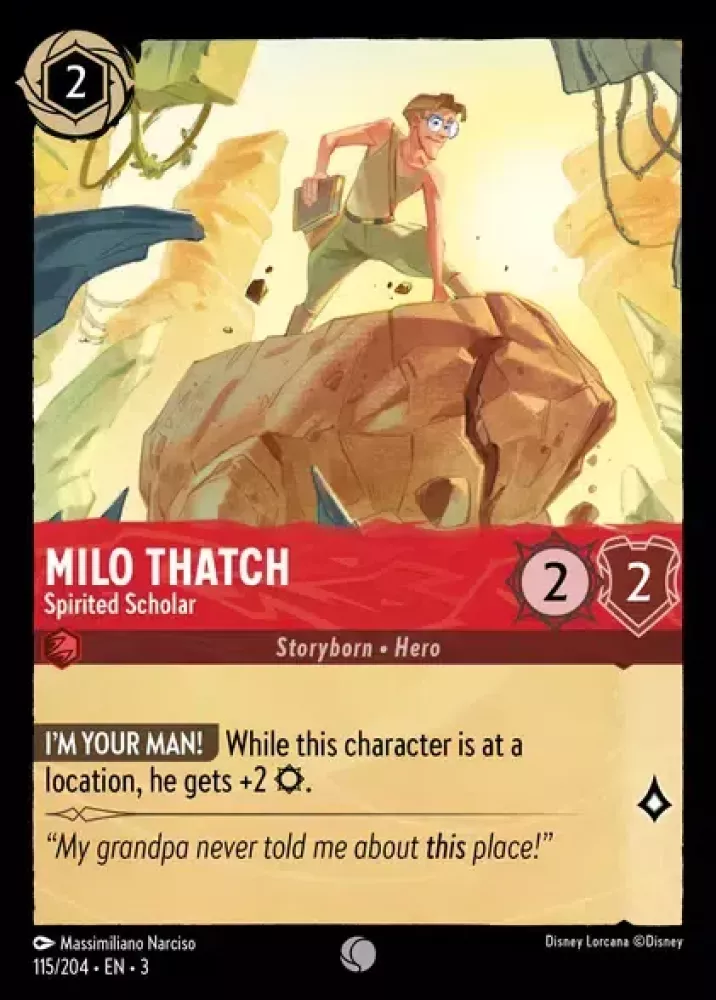 2
MILO THATCH
Spirited Scholar
2
2
Storyborn • Hero
I'M YOUR MAN! While this character is at a
location, he gets +2 .
“My grandpa never told me about this place!”
Massimiliano Narciso
Disney Lorcana ©Disney
115/204 • EN • 3